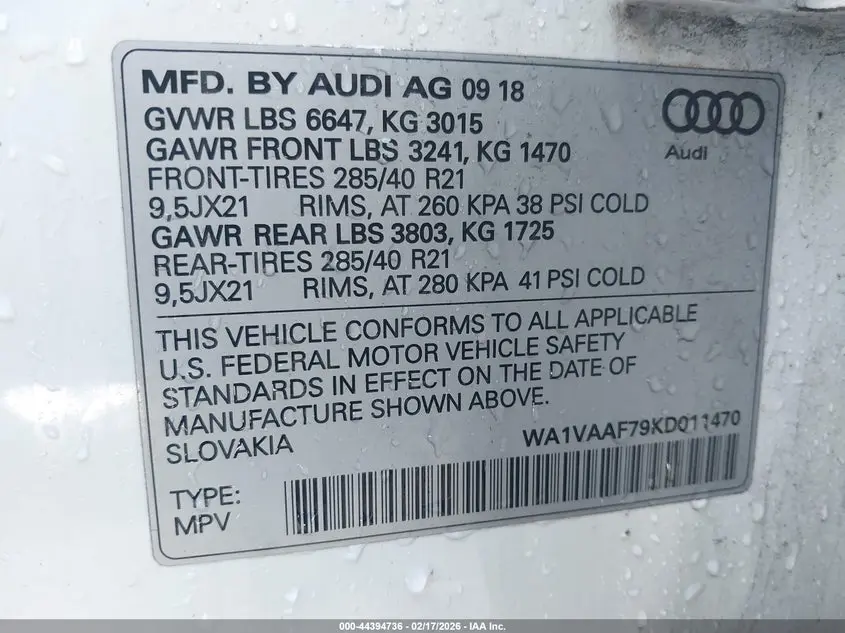 MFD. BY AUDI AG 09 18
GVWR LBS 6647, KG 3015
GAWR FRONT LBS 3241, KG 1470
FRONT-TIRES 285/40 R21
9,5JX21 RIMS, AT 260 KPA 38 PSI COLD
GAWR REAR LBS 3803, KG 1725
REAR-TIRES 285/40 R21
9,5JX21 RIMS, AT 280 KPA 41 PSI COLD
Audi
THIS VEHICLE CONFORMS TO ALL APPLICABLE
U.S. FEDERAL MOTOR VEHICLE SAFETY
STANDARDS IN EFFECT ON THE DATE OF
MANUFACTURE SHOWN ABOVE.
SLOVAKIA
WA1VAAF79KD011470
TYPE:
MPV
000-44394736 - 02/17/2026 - IAA Inc.